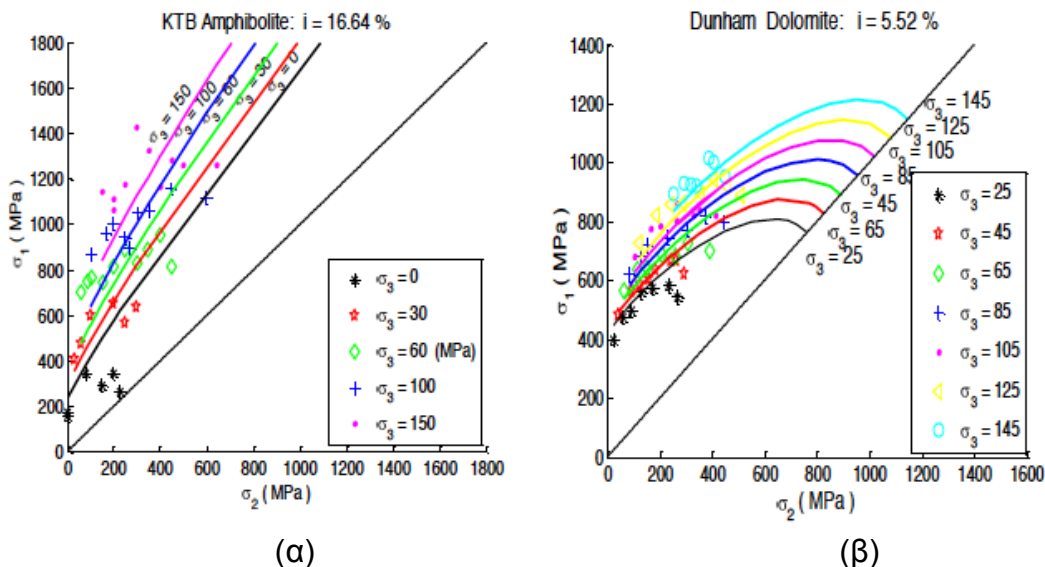 KTB Amphibolite: i = 16.64 %
1800
1600
1400
1200
1000
800
600
400
200
0
σ1 ( MPa)
σ3 = 150
σ3 = 100
σ3 = 60
σ3 = 30
σ3 = 0
σ3 = 0
σ3 = 30
σ3 = 60 (MPa)
σ3 = 100
σ3 = 150
0 200 400 600 800 1000 1200 1400 1600 1800
σ2 ( MPa)
(α)
Dunham Dolomite: i = 5.52 %
1400
1200
1000
800
600
400
200
0
σ1 ( MPa)
σ3 = 145
σ3 = 125
σ3 = 105
σ3 = 85
σ3 = 45
σ3 = 65
σ3 = 25
σ3 = 25
σ3 = 45
σ3 = 65
σ3 = 85
σ3 = 105
σ3 = 125
σ3 = 145
0 200 400 600 800 1000 1200 1400 1600
σ2 ( MPa)
(β)